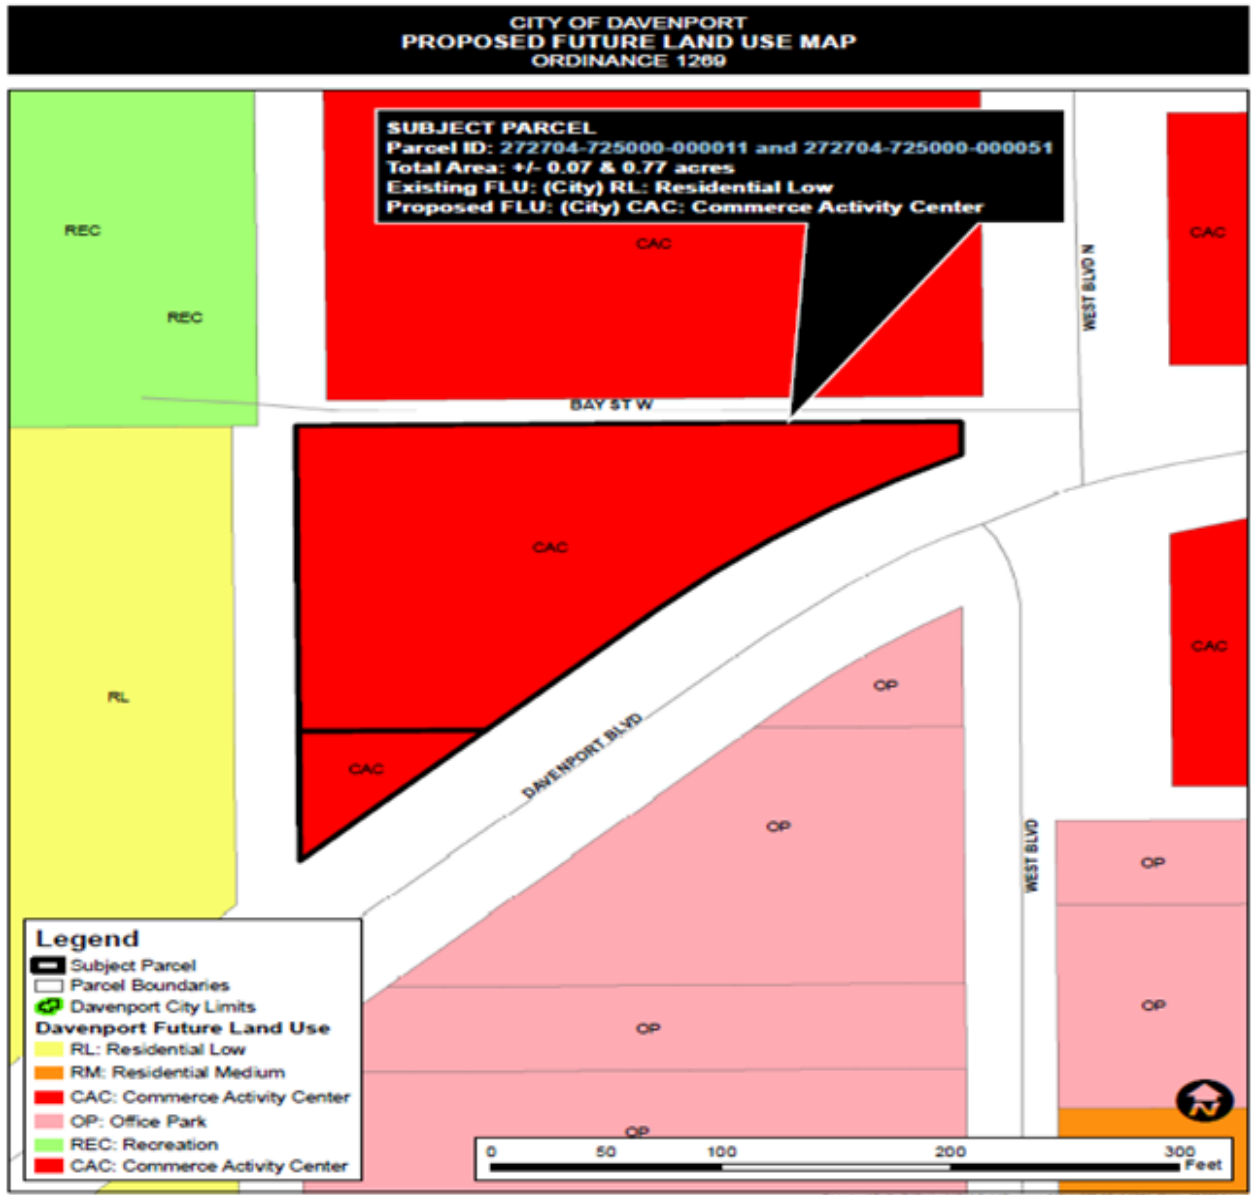 CITY OF DAVENPORT
PROPOSED FUTURE LAND USE MAP
ORDINANCE 1269
SUBJECT PARCEL
Parcel ID: 272704-725000-000011 and 272704-725000-000051
Total Area: +/- 0.07 & 0.77 acres
Existing FLU: (City) RL: Residential Low
Proposed FLU: (City) CAC: Commerce Activity Center
REC
CAC
CAC
WEST BLVD N
REC
BAY ST W
CAC
CAC
RL
OP
CAC
DAVENPORT BLVD
OP
WEST BLVD
OP
OP
OP
OP
Legend
Subject Parcel
Parcel Boundaries
Davenport City Limits
Davenport Future Land Use
RL: Residential Low
RM: Residential Medium
CAC: Commerce Activity Center
OP: Office Park
REC: Recreation
CAC: Commerce Activity Center
N
0 50 100 200 300
Feet